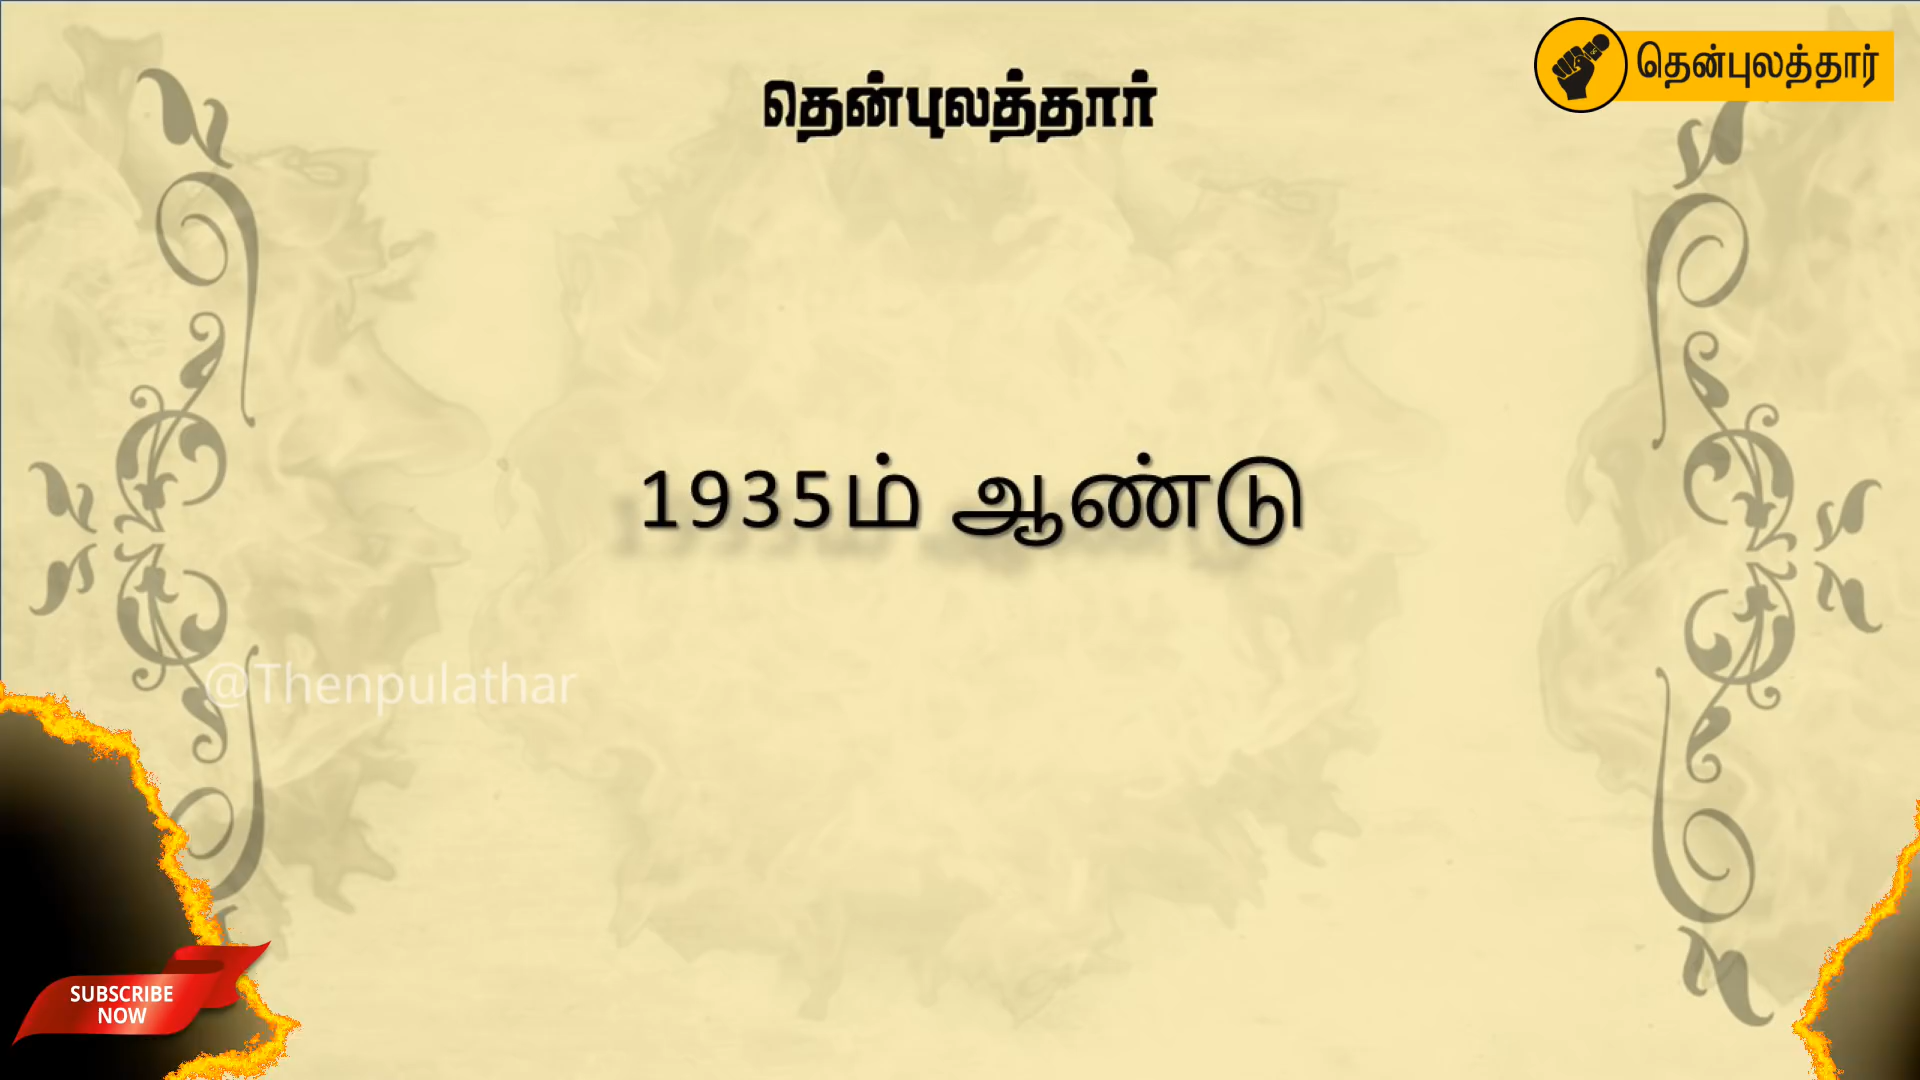 தென்புலத்தார்
தென்புலத்தார்
1935ம் ஆண்டு
@Thenpulathar
SUBSCRIBE
NOW